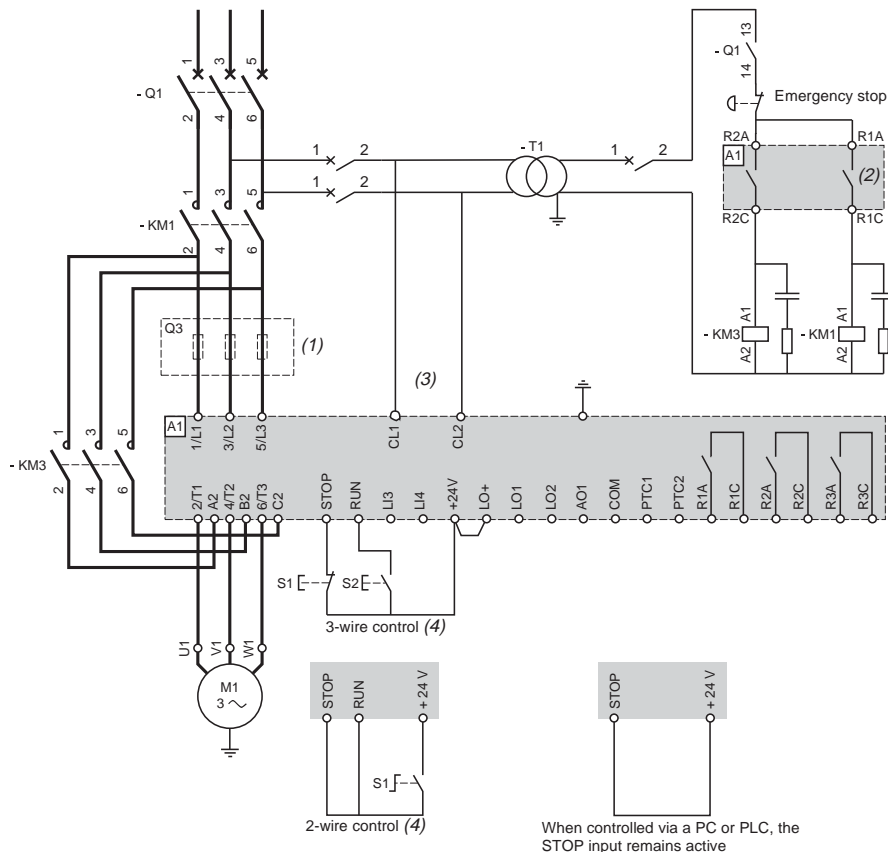 1 3 5
- Q1
2 4 6
13
- Q1
14
Emergency stop
R2A R1A
A1
(2)
R2C R1C
1 2
1 2
- T1
1 2
1 3 5
- KM1
2 4 6
Q3
(1)
(3)
A1 A1
- KM3 - KM1
A2 A2
A1
1/L1 3/L2 5/L3 CL1 CL2
1 3 5
- KM3
2 4 6
2/T1 A2 4/T2 B2 6/T3 C2 STOP RUN LI3 LI4 +24V LO+ LO1 LO2 AO1 COM PTC1 PTC2 R1A R1C R2A R2C R3A R3C
S1 S2
3-wire control (4)
U1 V1 W1
M1
3
STOP RUN + 24 V
S1
2-wire control (4)
STOP + 24 V
When controlled via a PC or PLC, the
STOP input remains active